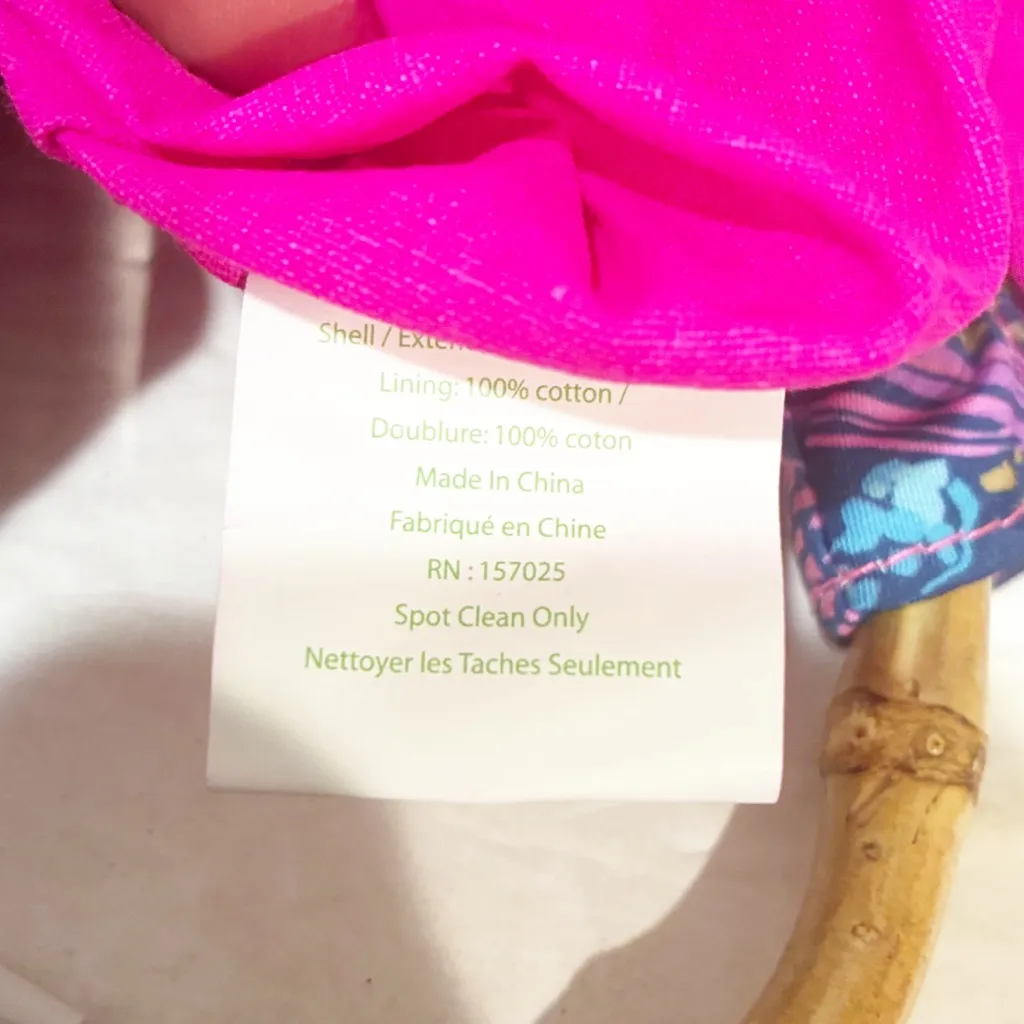 Shell /
Lining: 100% cotton /
Doublure: 100% coton
Made In China
Fabriqué en Chine
RN : 157025
Spot Clean Only
Nettoyer les Taches Seulement